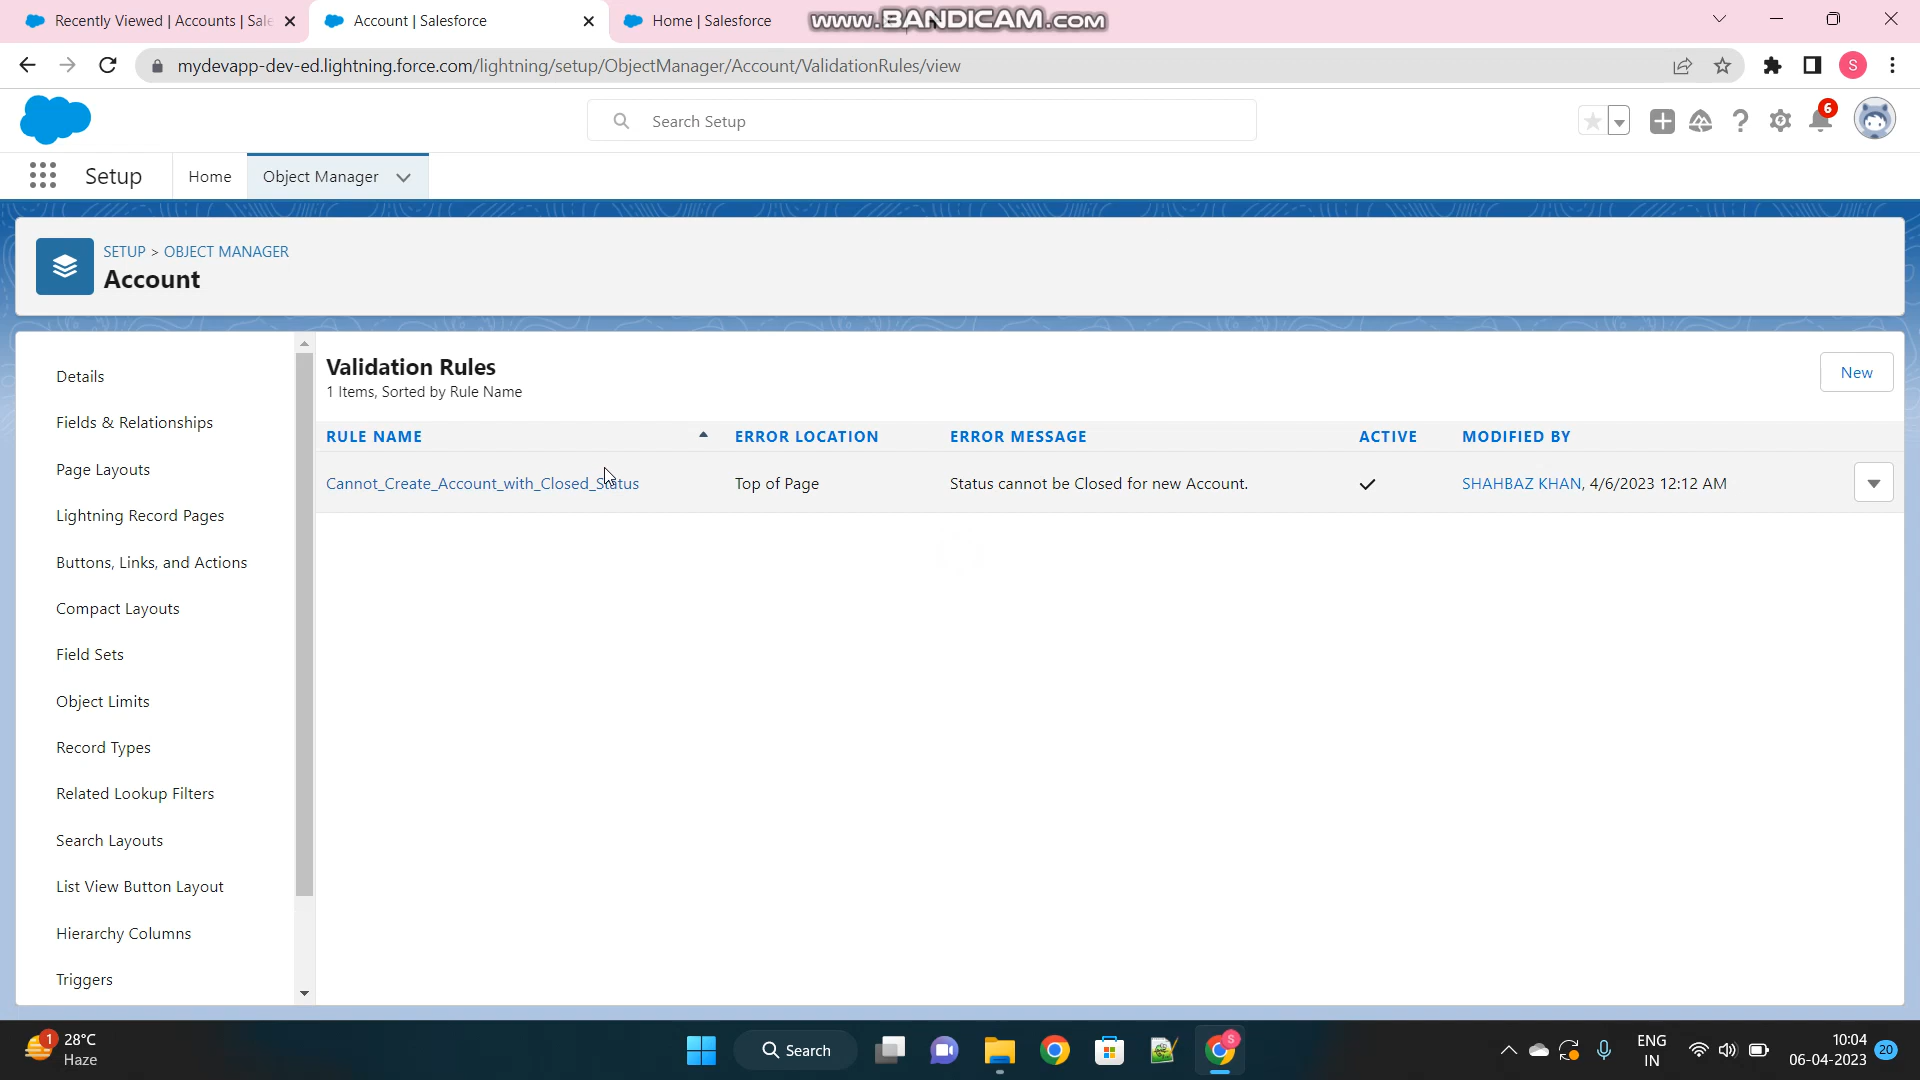 Recently Viewed | Accounts | Sale
Account | Salesforce
Home | Salesforce
www.BANDICAM.com
mydevapp-dev-ed.lightning.force.com/lightning/setup/ObjectManager/Account/ValidationRules/view
S
Search Setup
6
Setup
Home
Object Manager
SETUP > OBJECT MANAGER
Account
Details
Fields & Relationships
Page Layouts
Lightning Record Pages
Buttons, Links, and Actions
Compact Layouts
Field Sets
Object Limits
Record Types
Related Lookup Filters
Search Layouts
List View Button Layout
Hierarchy Columns
Triggers
Validation Rules
1 Items, Sorted by Rule Name
New
RULE NAME ERROR LOCATION ERROR MESSAGE ACTIVE MODIFIED BY
Cannot_Create_Account_with_Closed_Status Top of Page Status cannot be Closed for new Account. SHAHBAZ KHAN, 4/6/2023 12:12 AM
1
28°C
Haze
Search
S
ENG
IN
10:04
06-04-2023
20